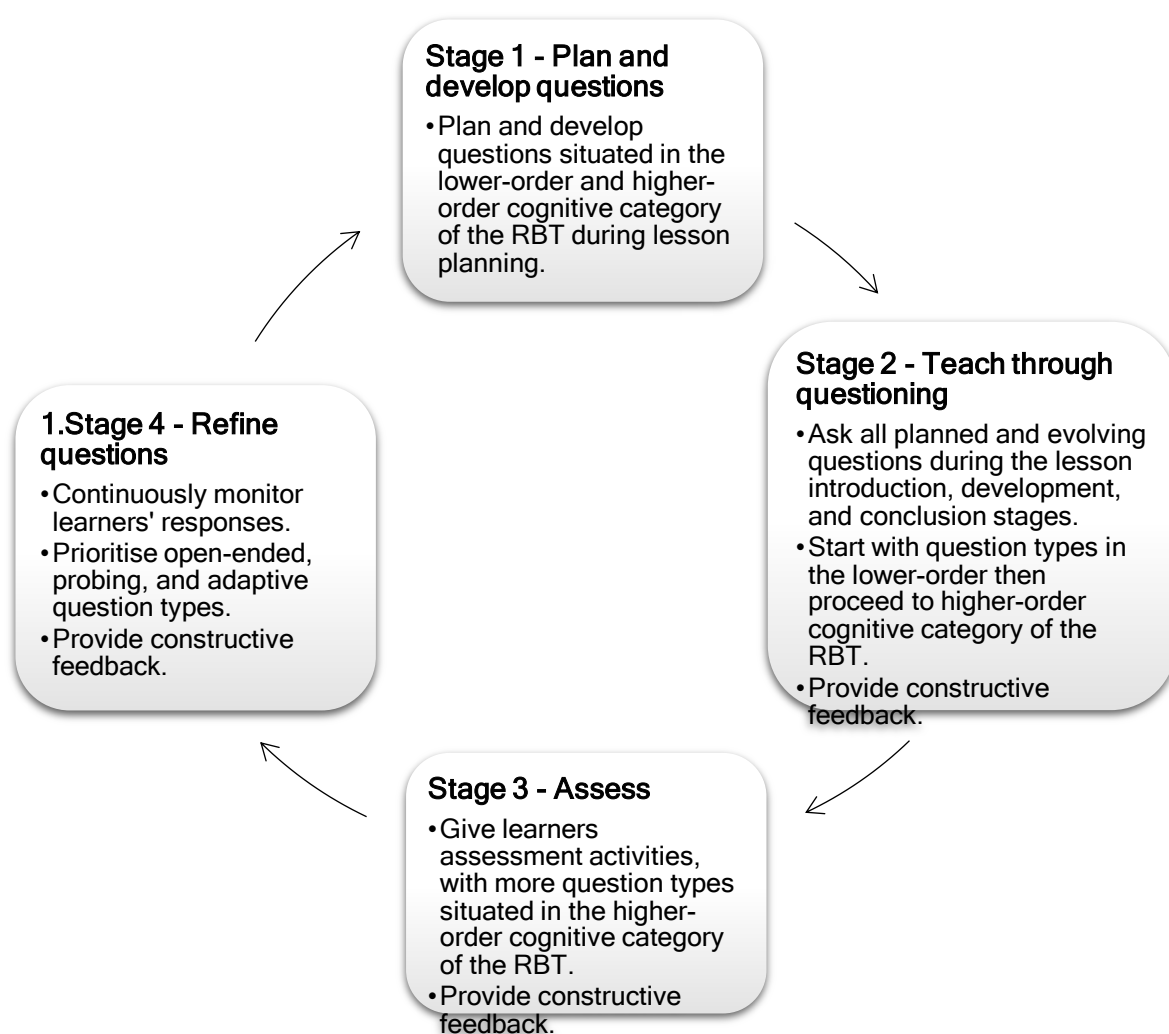 Stage 1 - Plan and
develop questions
•Plan and develop
questions situated in the
lower-order and higher-
order cognitive category
of the RBT during lesson
planning.
Stage 2 - Teach through
questioning
•Ask all planned and evolving
questions during the lesson
introduction, development,
and conclusion stages.
•Start with question types in
the lower-order then
proceed to higher-order
cognitive category of the
RBT.
•Provide constructive
feedback.
Stage 3 - Assess
•Give learners
assessment activities,
with more question types
situated in the higher-
order cognitive category
of the RBT.
•Provide constructive
feedback.
1.Stage 4 - Refine
questions
•Continuously monitor
learners' responses.
•Prioritise open-ended,
probing, and adaptive
question types.
•Provide constructive
feedback.